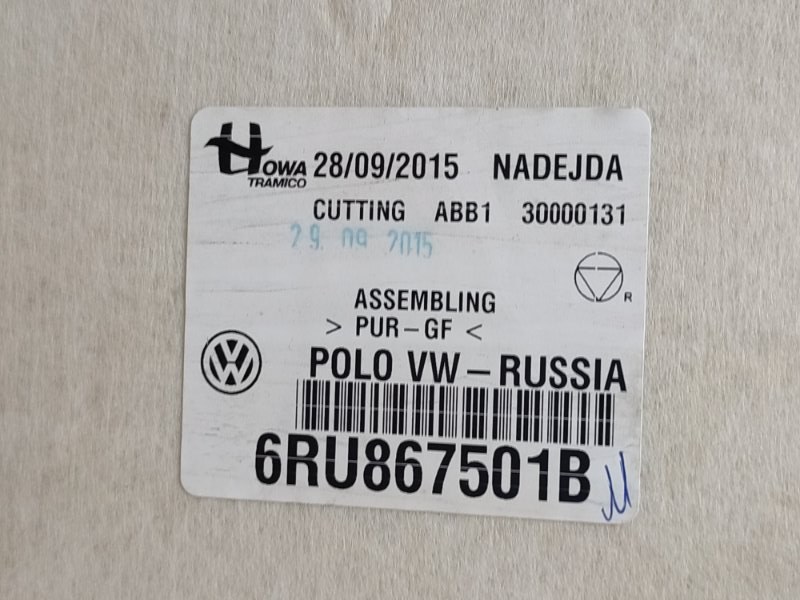 HOWA
TRAMICO
28/09/2015 NADEJDA
CUTTING ABB1 30000131
29. 09 2015
R
ASSEMBLING
> PUR-GF <
VW
POLO VW-RUSSIA
6RU867501B